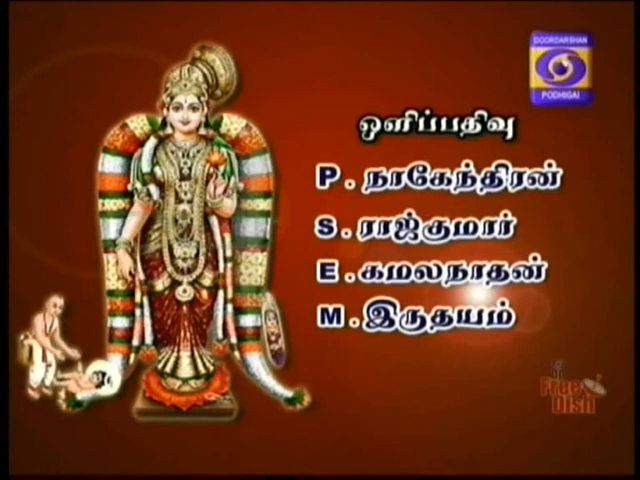 DOORDARSHAN
PODHIGAI
ஒளிப்பதிவு
P . நாகேந்திரன்
S . ராஜ்குமார்
E . கமலநாதன்
M . இருதயம்
Free
Dish